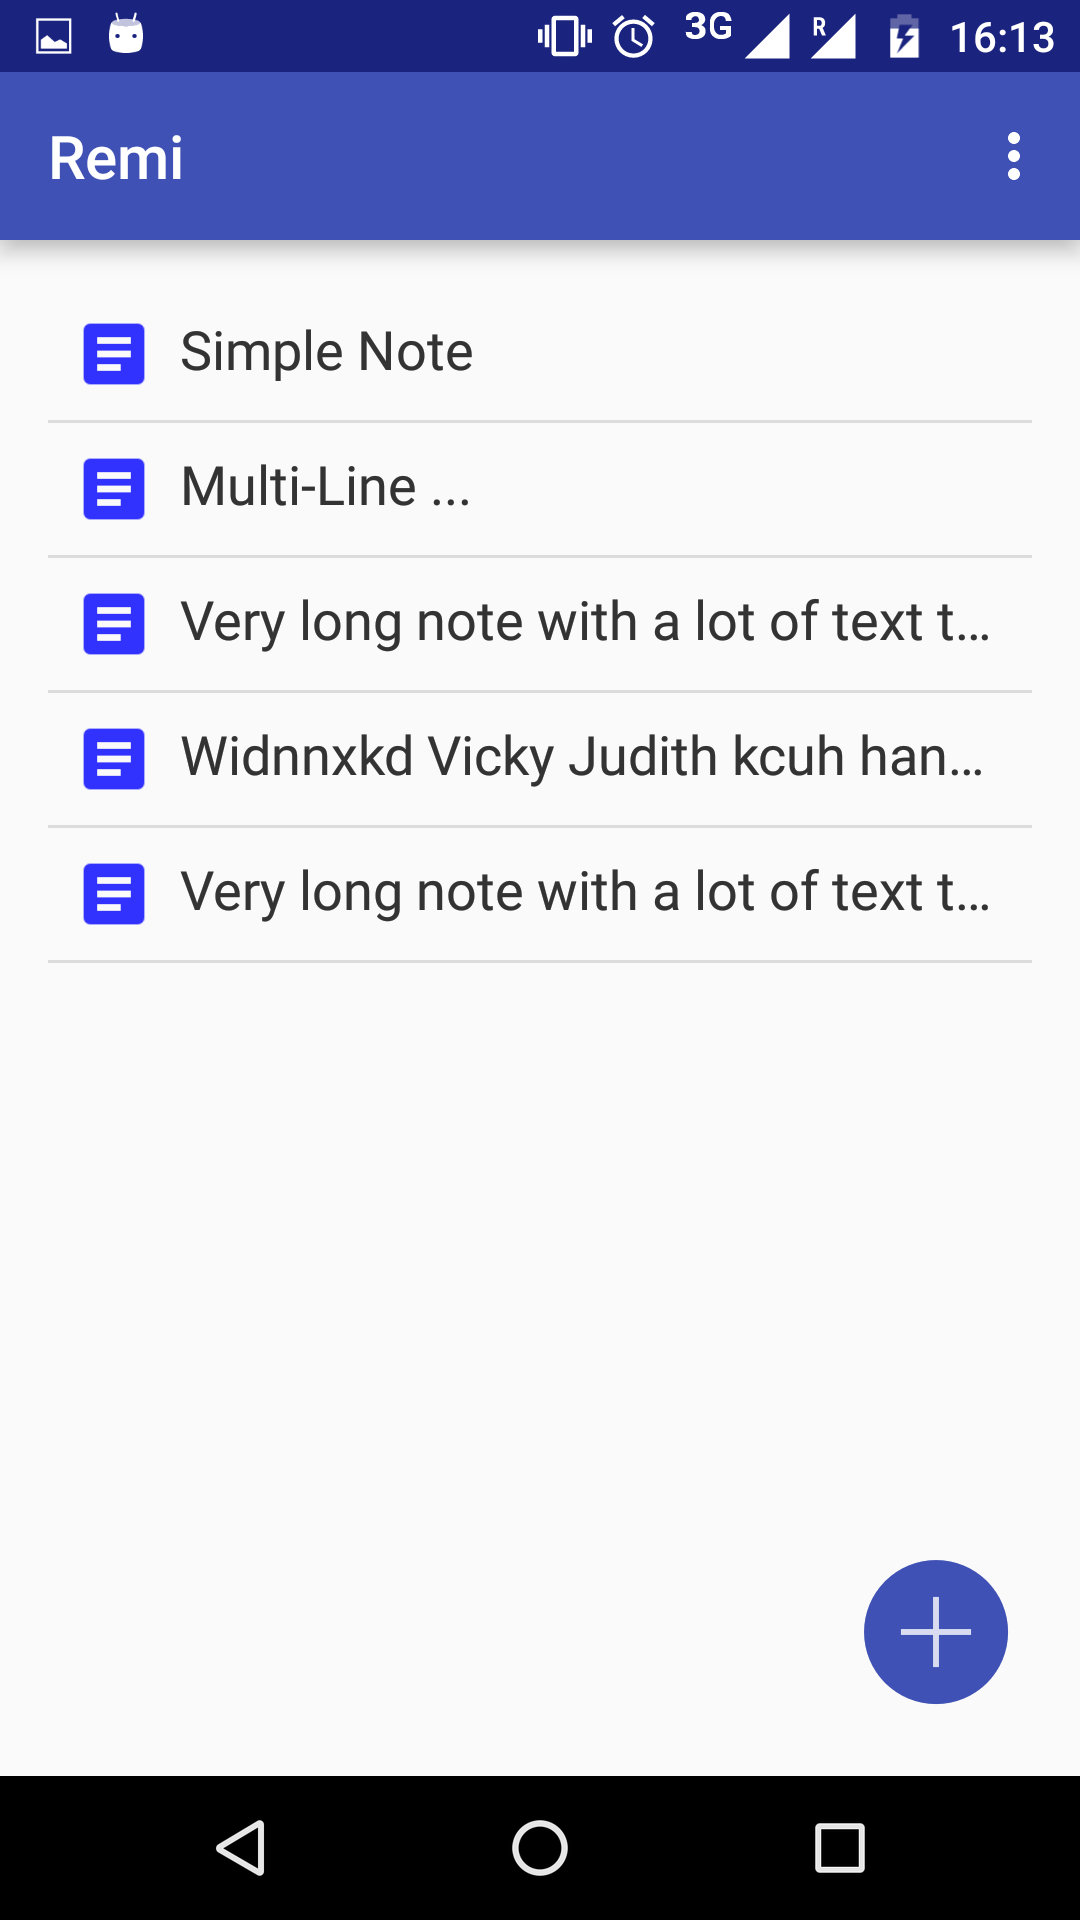 3G R 16:13
Remi
Simple Note
Multi-Line ...
Very long note with a lot of text t...
Widnnxkd Vicky Judith kcuh han...
Very long note with a lot of text t...